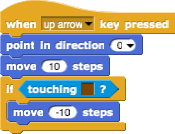 when up arrow key pressed
point in direction 0
move 10 steps
if touching ?
move -10 steps